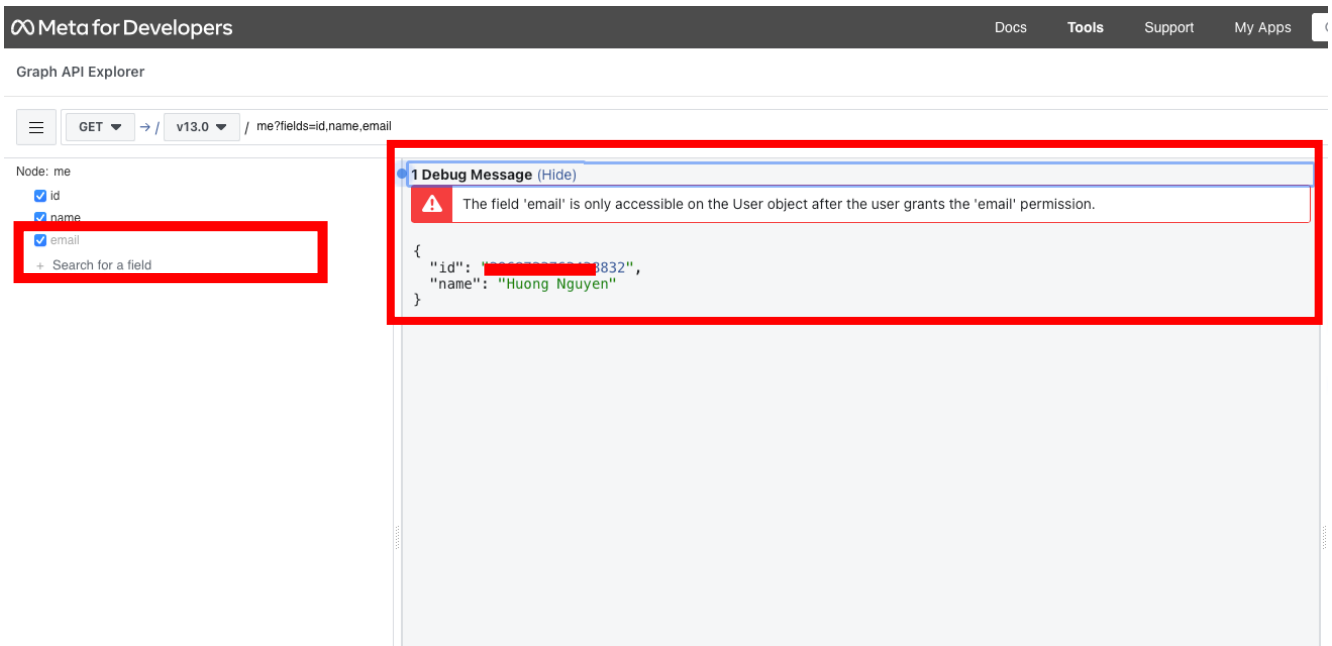 Meta for Developers
Docs Tools Support My Apps
Graph API Explorer
GET → / v13.0 / me?fields=id,name,email
Node: me
id
name
email
+ Search for a field
1 Debug Message (Hide)
The field 'email' is only accessible on the User object after the user grants the 'email' permission.
{
"id": 8832",
"name": "Huong Nguyen"
}